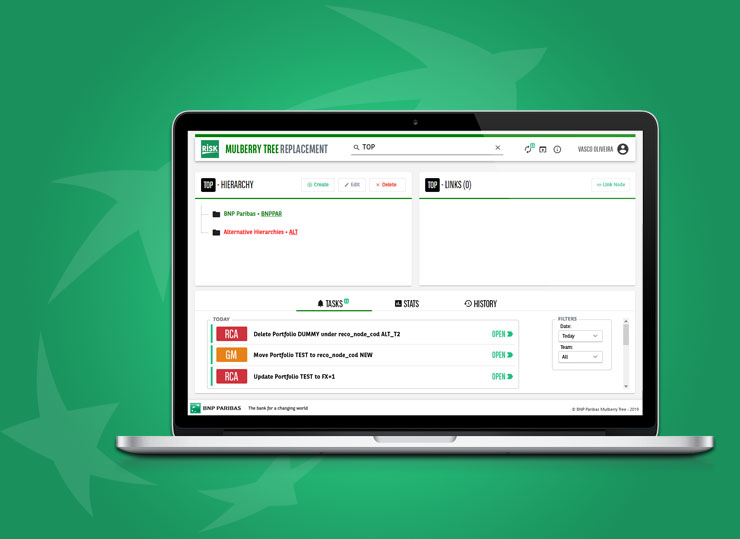 RISK
MULBERRY TREE REPLACEMENT
TOP
VASCO OLIVEIRA
TOP - HIERARCHY
Create
Edit
Delete
BNP Paribas • BNPPAR
Alternative Hierarchies • ALT
TOP - LINKS (0)
Link Node
TASKS
STATS
HISTORY
TODAY
RCA Delete Portfolio DUMMY under reco_node_cod ALT_T2 OPEN
GM Move Portfolio TEST to reco_node_cod NEW OPEN
RCA Update Portfolio TEST to FX+1 OPEN
FILTERS
Date:
Today
Team:
All
BNP PARIBAS The bank for a changing world
© BNP Paribas Mulberry Tree - 2019